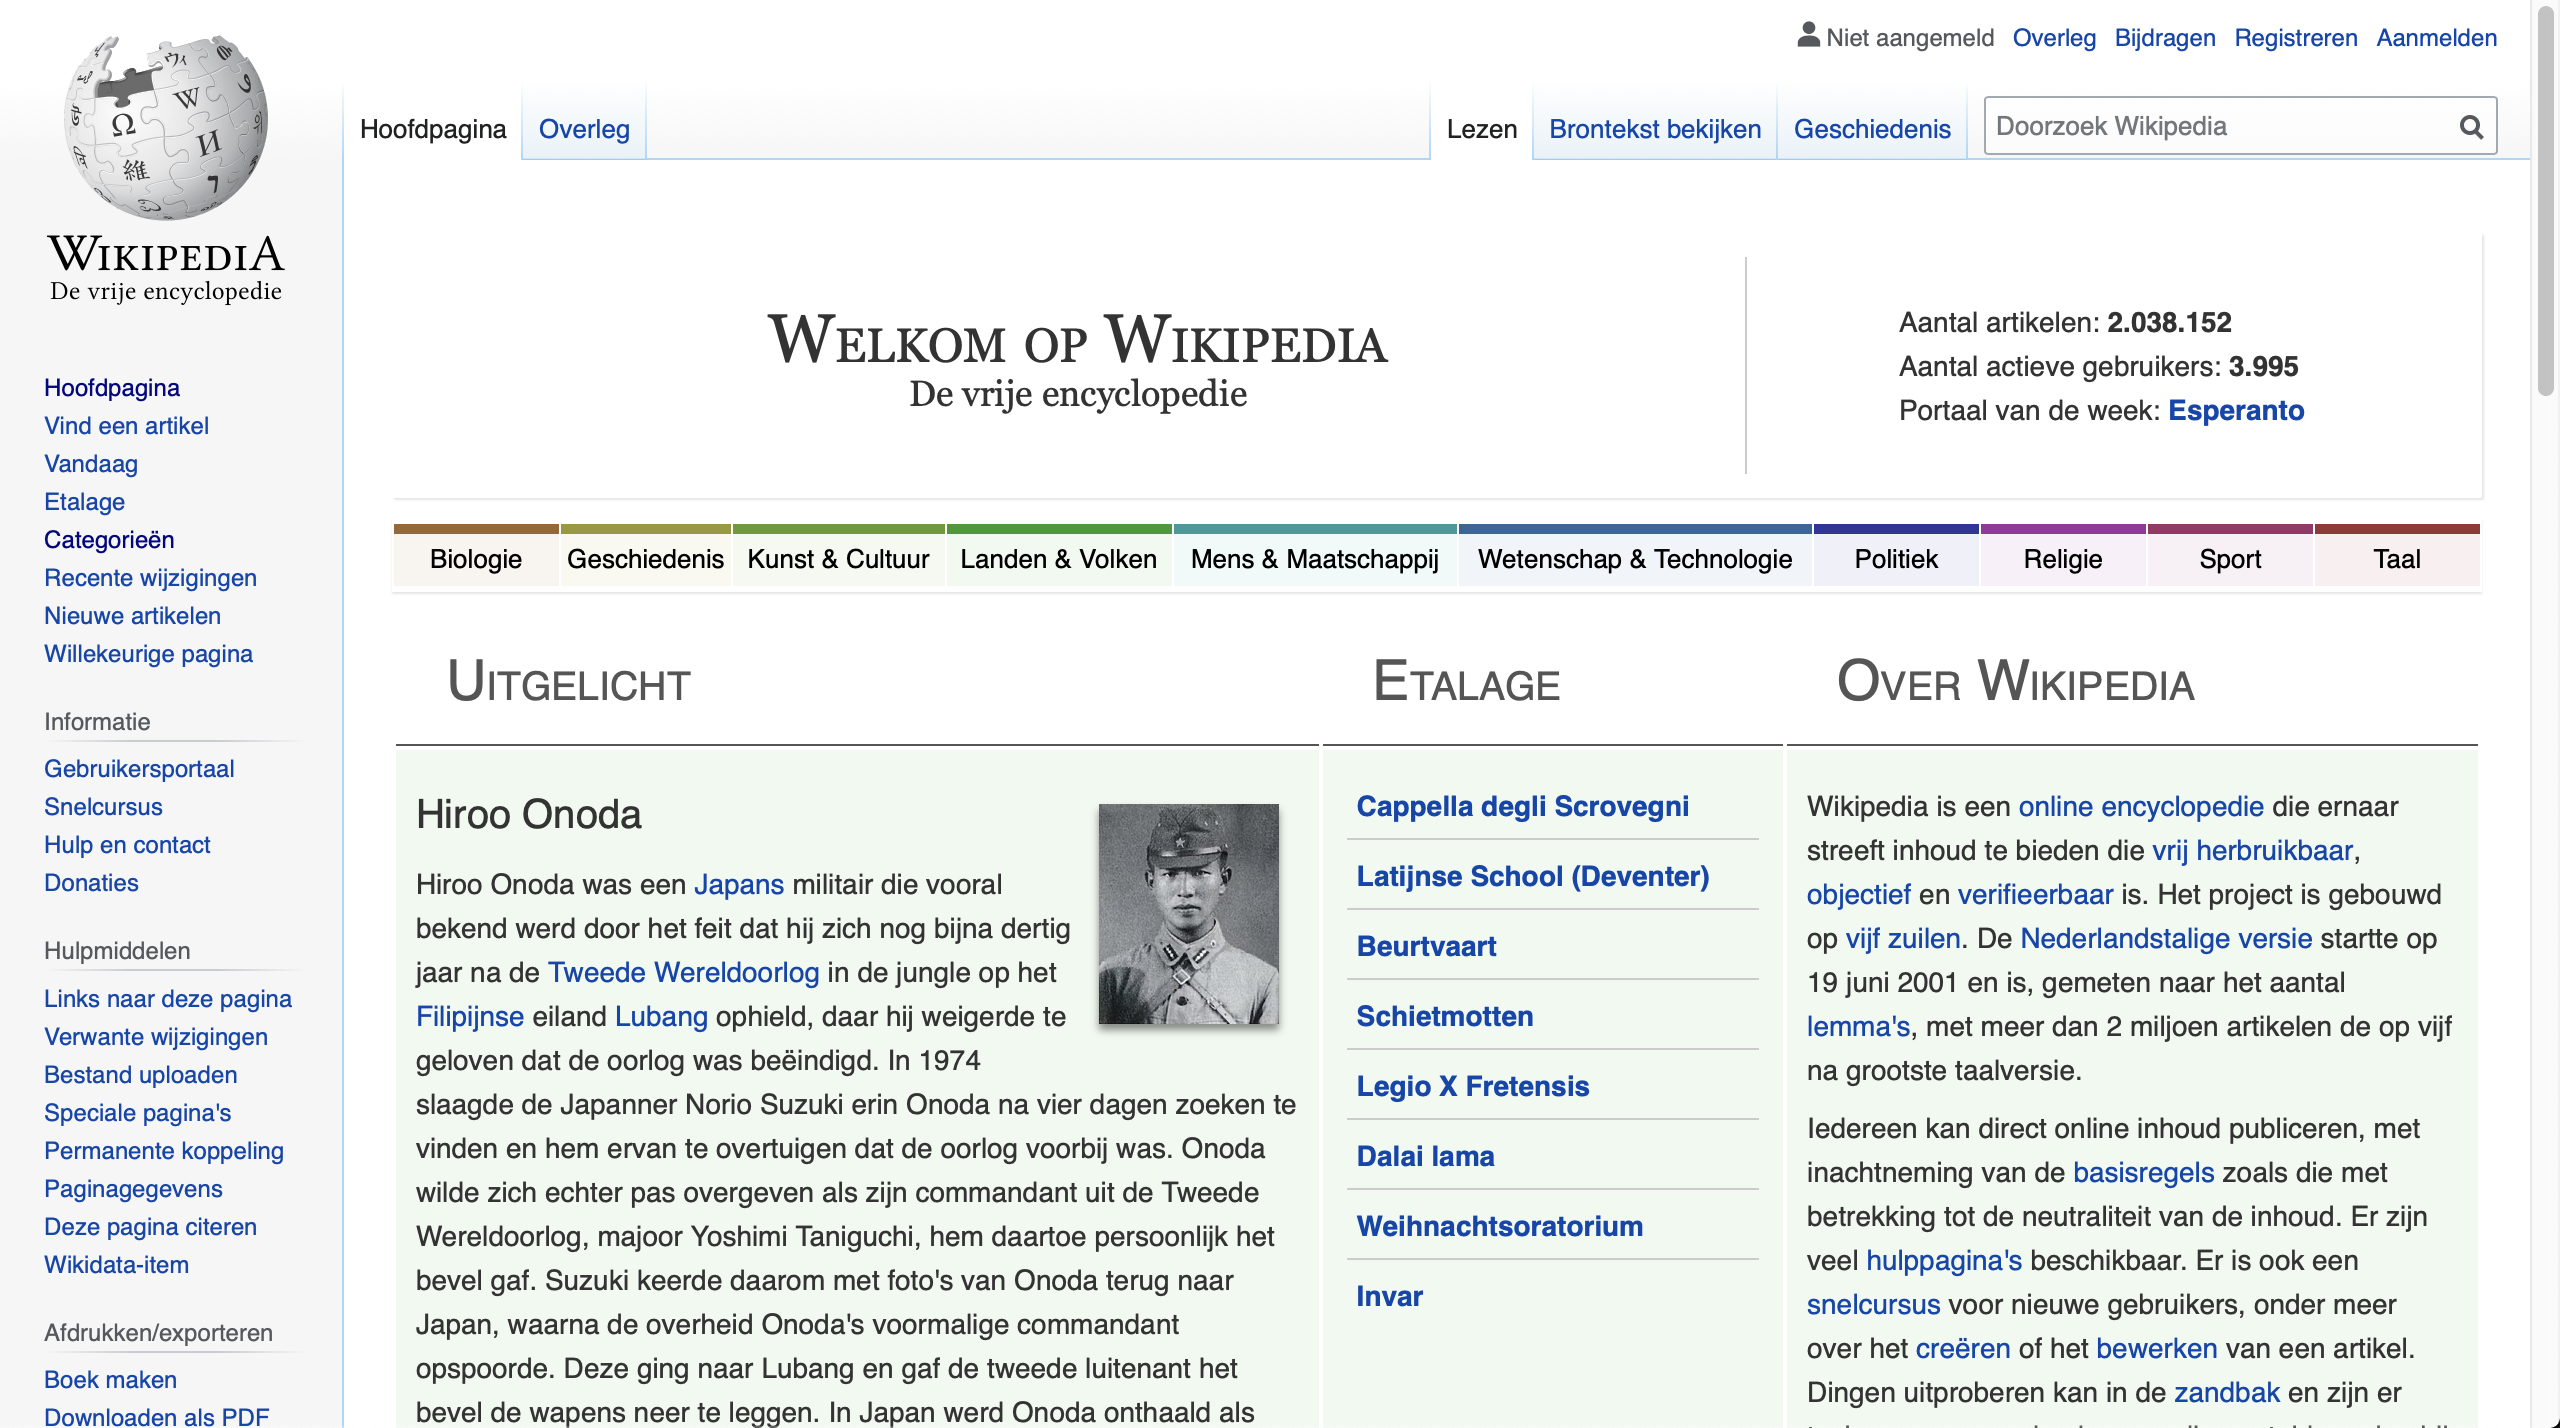 Niet aangemeld Overleg Bijdragen Registreren Aanmelden
Hoofdpagina Overleg Lezen Brontekst bekijken Geschiedenis Doorzoek Wikipedia
WIKIPEDIA
De vrije encyclopedie
Hoofdpagina
Vind een artikel
Vandaag
Etalage
Categorieën
Recente wijzigingen
Nieuwe artikelen
Willekeurige pagina
Informatie
Gebruikersportaal
Snelcursus
Hulp en contact
Donaties
Hulpmiddelen
Links naar deze pagina
Verwante wijzigingen
Bestand uploaden
Speciale pagina's
Permanente koppeling
Paginagegevens
Deze pagina citeren
Wikidata-item
Afdrukken/exporteren
Boek maken
Downloaden als PDF
Welkom op Wikipedia
De vrije encyclopedie
Aantal artikelen: 2.038.152
Aantal actieve gebruikers: 3.995
Portaal van de week: Esperanto
Biologie Geschiedenis Kunst & Cultuur Landen & Volken Mens & Maatschappij Wetenschap & Technologie Politiek Religie Sport Taal
Uitgelicht
Hiroo Onoda
Hiroo Onoda was een Japans militair die vooral
bekend werd door het feit dat hij zich nog bijna dertig
jaar na de Tweede Wereldoorlog in de jungle op het
Filipijnse eiland Lubang ophield, daar hij weigerde te
geloven dat de oorlog was beëindigd. In 1974
slaagde de Japanner Norio Suzuki erin Onoda na vier dagen zoeken te
vinden en hem ervan te overtuigen dat de oorlog voorbij was. Onoda
wilde zich echter pas overgeven als zijn commandant uit de Tweede
Wereldoorlog, majoor Yoshimi Taniguchi, hem daartoe persoonlijk het
bevel gaf. Suzuki keerde daarom met foto's van Onoda terug naar
Japan, waarna de overheid Onoda's voormalige commandant
opspoorde. Deze ging naar Lubang en gaf de tweede luitenant het
bevel de wapens neer te leggen. In Japan werd Onoda onthaald als
Etalage
Cappella degli Scrovegni
Latijnse School (Deventer)
Beurtvaart
Schietmotten
Legio X Fretensis
Dalai lama
Weihnachtsoratorium
Invar
Over Wikipedia
Wikipedia is een online encyclopedie die ernaar
streeft inhoud te bieden die vrij herbruikbaar,
objectief en verifieerbaar is. Het project is gebouwd
op vijf zuilen. De Nederlandstalige versie startte op
19 juni 2001 en is, gemeten naar het aantal
lemma's, met meer dan 2 miljoen artikelen de op vijf
na grootste taalversie.
Iedereen kan direct online inhoud publiceren, met
inachtneming van de basisregels zoals die met
betrekking tot de neutraliteit van de inhoud. Er zijn
veel hulppagina's beschikbaar. Er is ook een
snelcursus voor nieuwe gebruikers, onder meer
over het creëren of het bewerken van een artikel.
Dingen uitproberen kan in de zandbak en zijn er